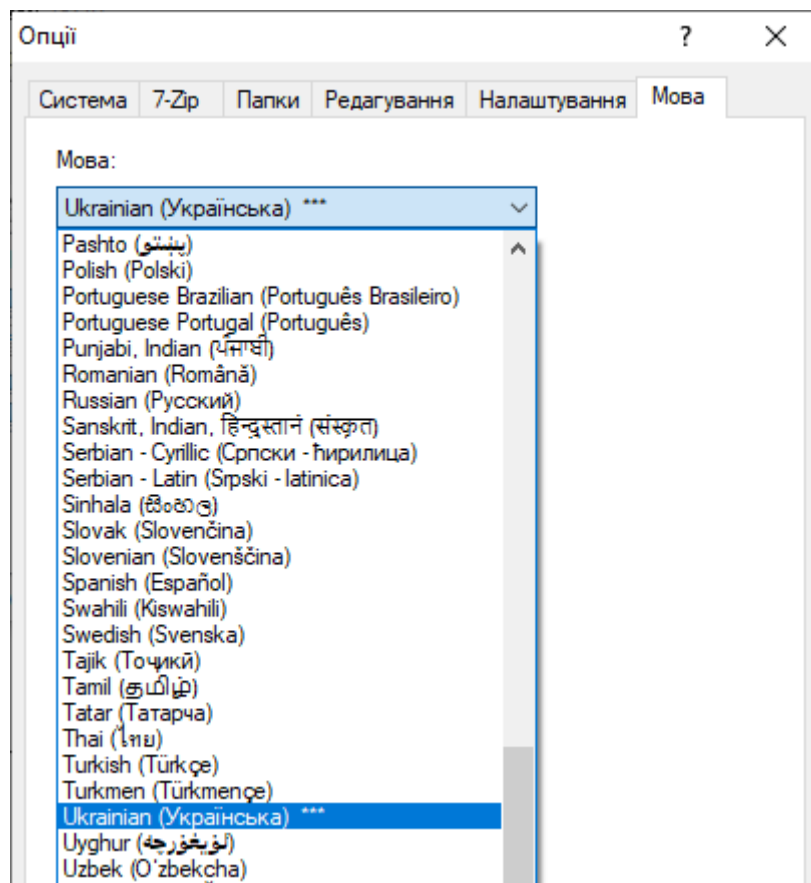 Опції
Система 7-Zip Папки Редагування Налаштування Мова
Мова:
Ukrainian (Українська) ***
Pashto (پښتو)
Polish (Polski)
Portuguese Brazilian (Português Brasileiro)
Portuguese Portugal (Português)
Punjabi, Indian (ਪੰਜਾਬੀ)
Romanian (Română)
Russian (Русский)
Sanskrit, Indian, हिन्दुस्तानं (संस्कृत)
Serbian - Cyrillic (Српски - ћирилица)
Serbian - Latin (Srpski - latinica)
Sinhala (සිංහල)
Slovak (Slovenčina)
Slovenian (Slovenščina)
Spanish (Español)
Swahili (Kiswahili)
Swedish (Svenska)
Tajik (Тоҷикӣ)
Tamil (தமிழ்)
Tatar (Татарча)
Thai (ไทย)
Turkish (Türkçe)
Turkmen (Türkmençe)
Ukrainian (Українська) ***
Uyghur (ئۇيغۇرچە)
Uzbek (O'zbekcha)